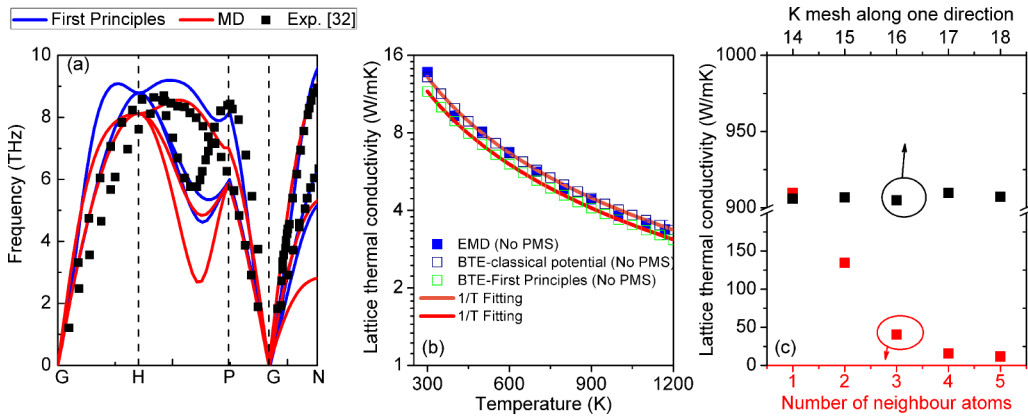 First Principles MD Exp. [32]
(a)
Frequency (THz)
10
8
6
4
2
0
G H P G N
Lattice thermal conductivity (W/mK)
16
8
4
2
1
EMD (No PMS)
BTE-classical potential (No PMS)
BTE-First Principles (No PMS)
1/T Fitting
1/T Fitting
(b)
300 600 900 1200
Temperature (K)
K mesh along one direction
14 15 16 17 18
Lattice thermal conductivity (W/mK)
1000
950
900
150
100
50
0
(c)
1 2 3 4 5
Number of neighbour atoms